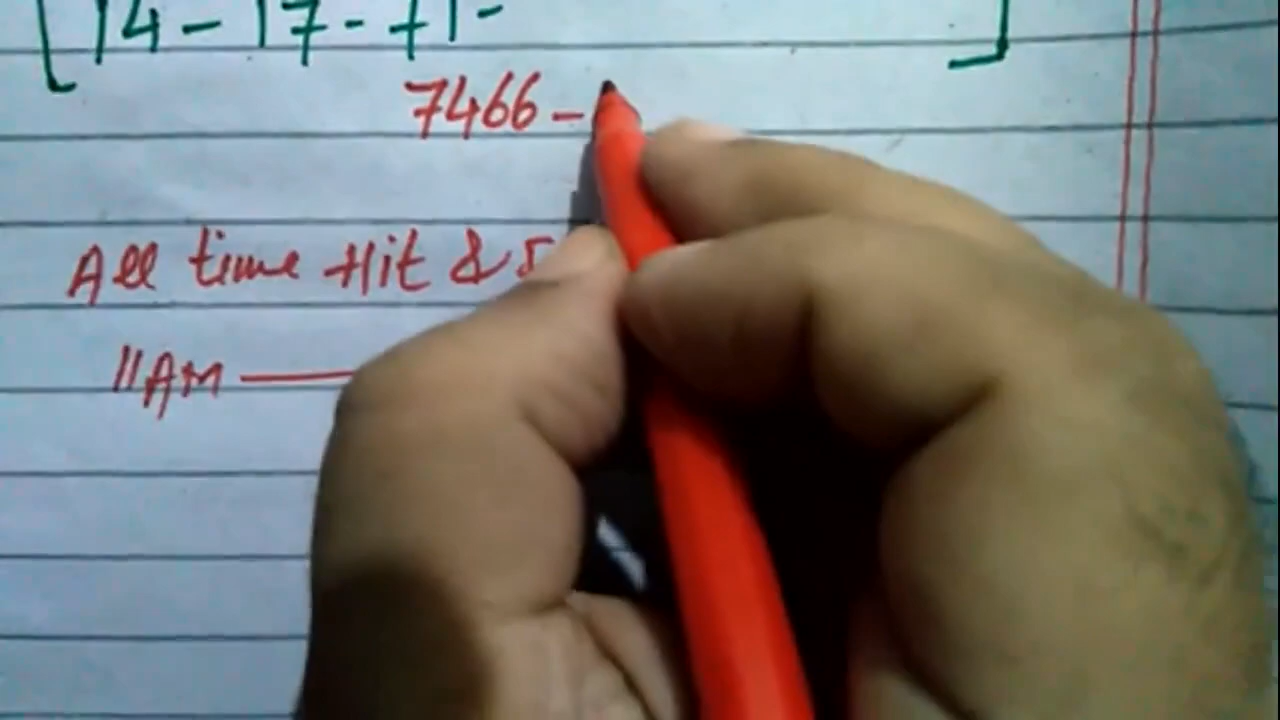 [14-17-71- ]
7466-
All time Hit &
11AM —